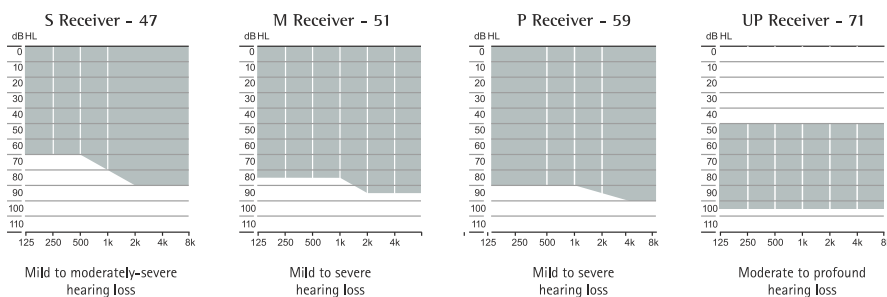 S Receiver - 47
dB HL
0
10
20
30
40
50
60
70
80
90
100
110
125 250 500 1k 2k 4k 8k
Mild to moderately-severe
hearing loss
M Receiver - 51
dB HL
0
10
20
30
40
50
60
70
80
90
100
110
125 250 500 1k 2k 4k
Mild to severe
hearing loss
P Receiver - 59
dB HL
0
10
20
30
40
50
60
70
80
90
100
110
125 250 500 1k 2k 4k 8k
Mild to severe
hearing loss
UP Receiver - 71
dB HL
0
10
20
30
40
50
60
70
80
90
100
110
125 250 500 1k 2k 4k 8
Moderate to profound
hearing loss